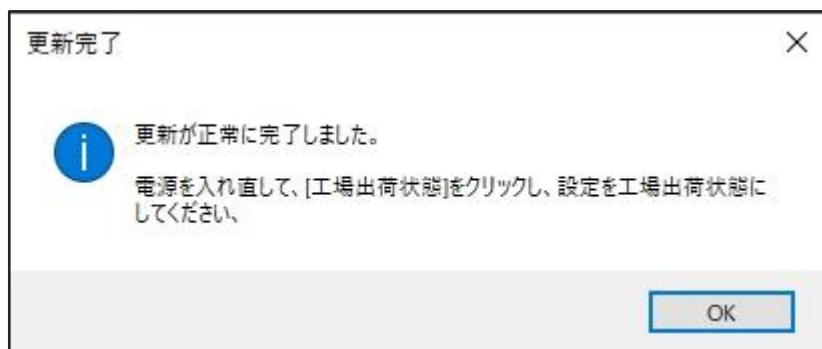 更新完了
更新が正常に完了しました。
電源を入れ直して、[工場出荷状態]をクリックし、設定を工場出荷状態に
してください、
OK